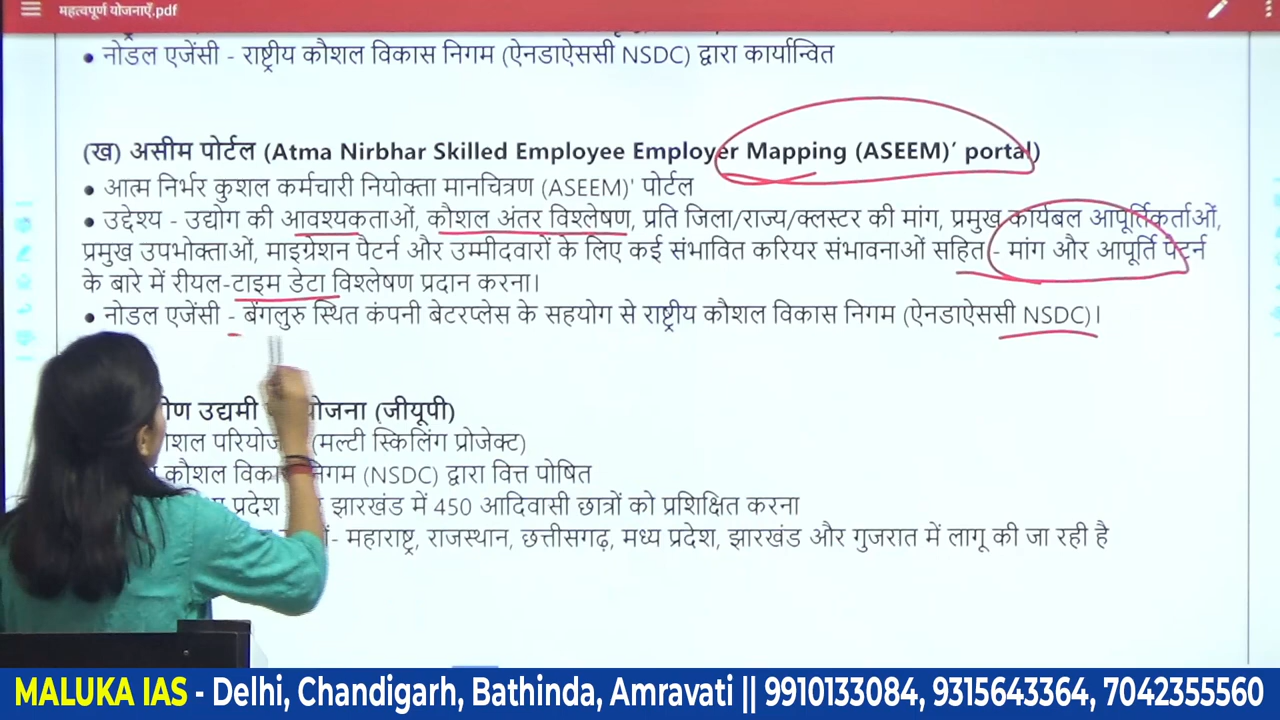 महत्वपूर्ण योजनाएँ.pdf
• नोडल एजेंसी - राष्ट्रीय कौशल विकास निगम (ऐनडाऐससी NSDC) द्वारा कार्यान्वित
(ख) असीम पोर्टल (Atma Nirbhar Skilled Employee Employer Mapping (ASEEM)’ portal)
• आत्म निर्भर कुशल कर्मचारी नियोक्ता मानचित्रण (ASEEM)' पोर्टल
• उद्देश्य - उद्योग की आवश्यकताओं, कौशल अंतर विश्लेषण, प्रति जिला/राज्य/क्लस्टर की मांग, प्रमुख कार्यबल आपूर्तिकर्ताओं,
प्रमुख उपभोक्ताओं, माइग्रेशन पैटर्न और उम्मीदवारों के लिए कई संभावित करियर संभावनाओं सहित - मांग और आपूर्ति पैटर्न
के बारे में रीयल-टाइम डेटा विश्लेषण प्रदान करना।
• नोडल एजेंसी - बेंगलुरु स्थित कंपनी बेटरप्लेस के सहयोग से राष्ट्रीय कौशल विकास निगम (ऐनडाऐससी NSDC)।
उद्यमी (जीयूपी)
(मल्टी स्किलिंग प्रोजेक्ट)
कौशल निगम (NSDC) द्वारा वित्त पोषित
प्रदेश झारखंड में 450 आदिवासी छात्रों को प्रशिक्षित करना
महाराष्ट्र, राजस्थान, छत्तीसगढ़, मध्य प्रदेश, झारखंड और गुजरात में लागू की जा रही है
MALUKA IAS - Delhi, Chandigarh, Bathinda, Amravati || 9910133084, 9315643364, 7042355560